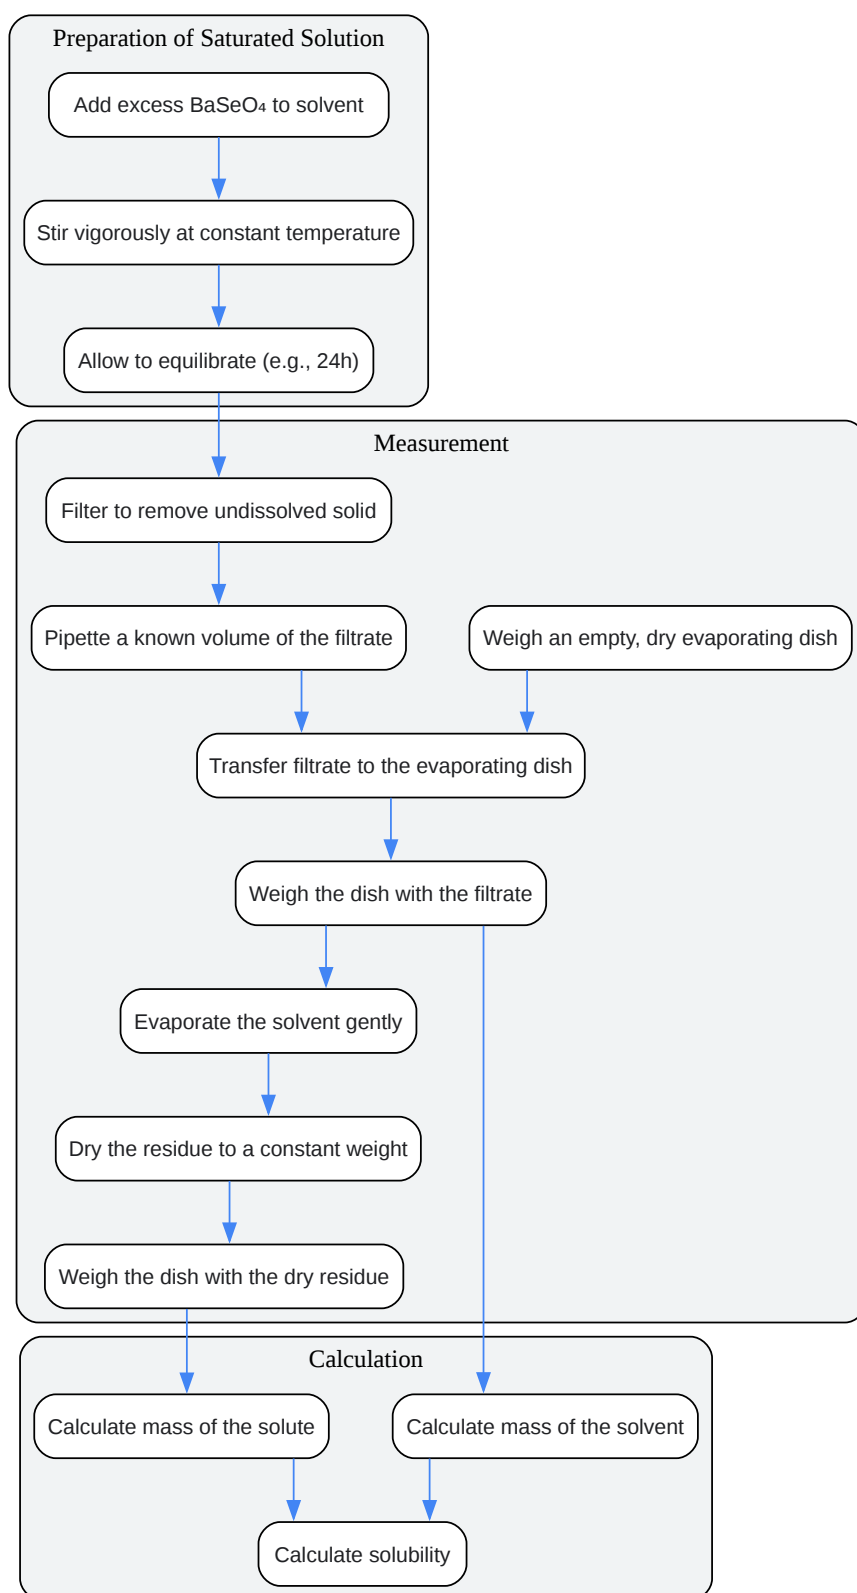 Preparation of Saturated Solution
Add excess BaSeO₄ to solvent
Stir vigorously at constant temperature
Allow to equilibrate (e.g., 24h)
Measurement
Filter to remove undissolved solid
Pipette a known volume of the filtrate
Weigh an empty, dry evaporating dish
Transfer filtrate to the evaporating dish
Weigh the dish with the filtrate
Evaporate the solvent gently
Dry the residue to a constant weight
Weigh the dish with the dry residue
Calculation
Calculate mass of the solute
Calculate mass of the solvent
Calculate solubility